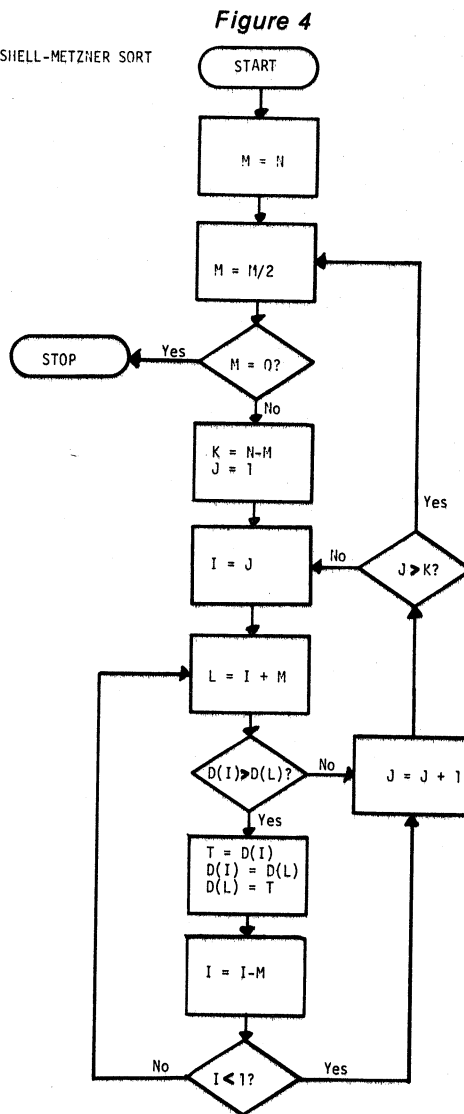 Figure 4
SHELL-METZNER SORT
START
M = N
M = M/2
M = 0?
Yes
STOP
No
K = N-M
J = 1
I = J
No
J>K?
Yes
L = I + M
D(I)>D(L)?
No
J = J + 1
Yes
T = D(I)
D(I) = D(L)
D(L) = T
I = I-M
I<1?
No
Yes